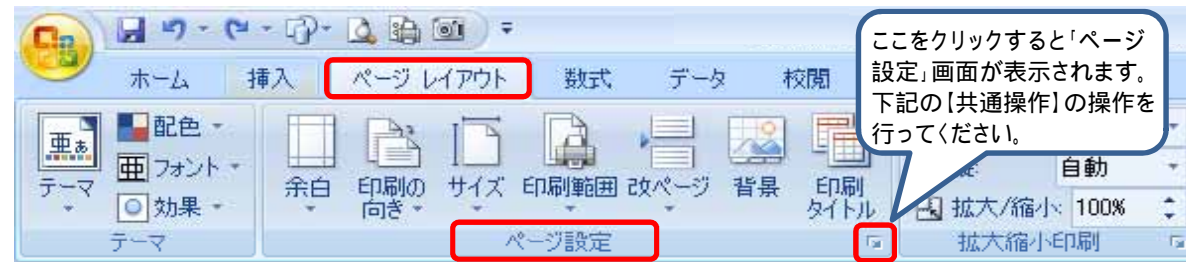 ホーム 挿入 ページ レイアウト 数式 データ 校閲
ここをクリックすると「ページ
設定」画面が表示されます。
下記の【共通操作】の操作を
行ってください。
亜あ
テーマ
配色
亜 フォント
効果
余白
印刷の
向き
サイズ
印刷範囲
改ページ
背景
印刷
タイトル
自動
拡大/縮小: 100%
テーマ ページ設定 拡大縮小印刷